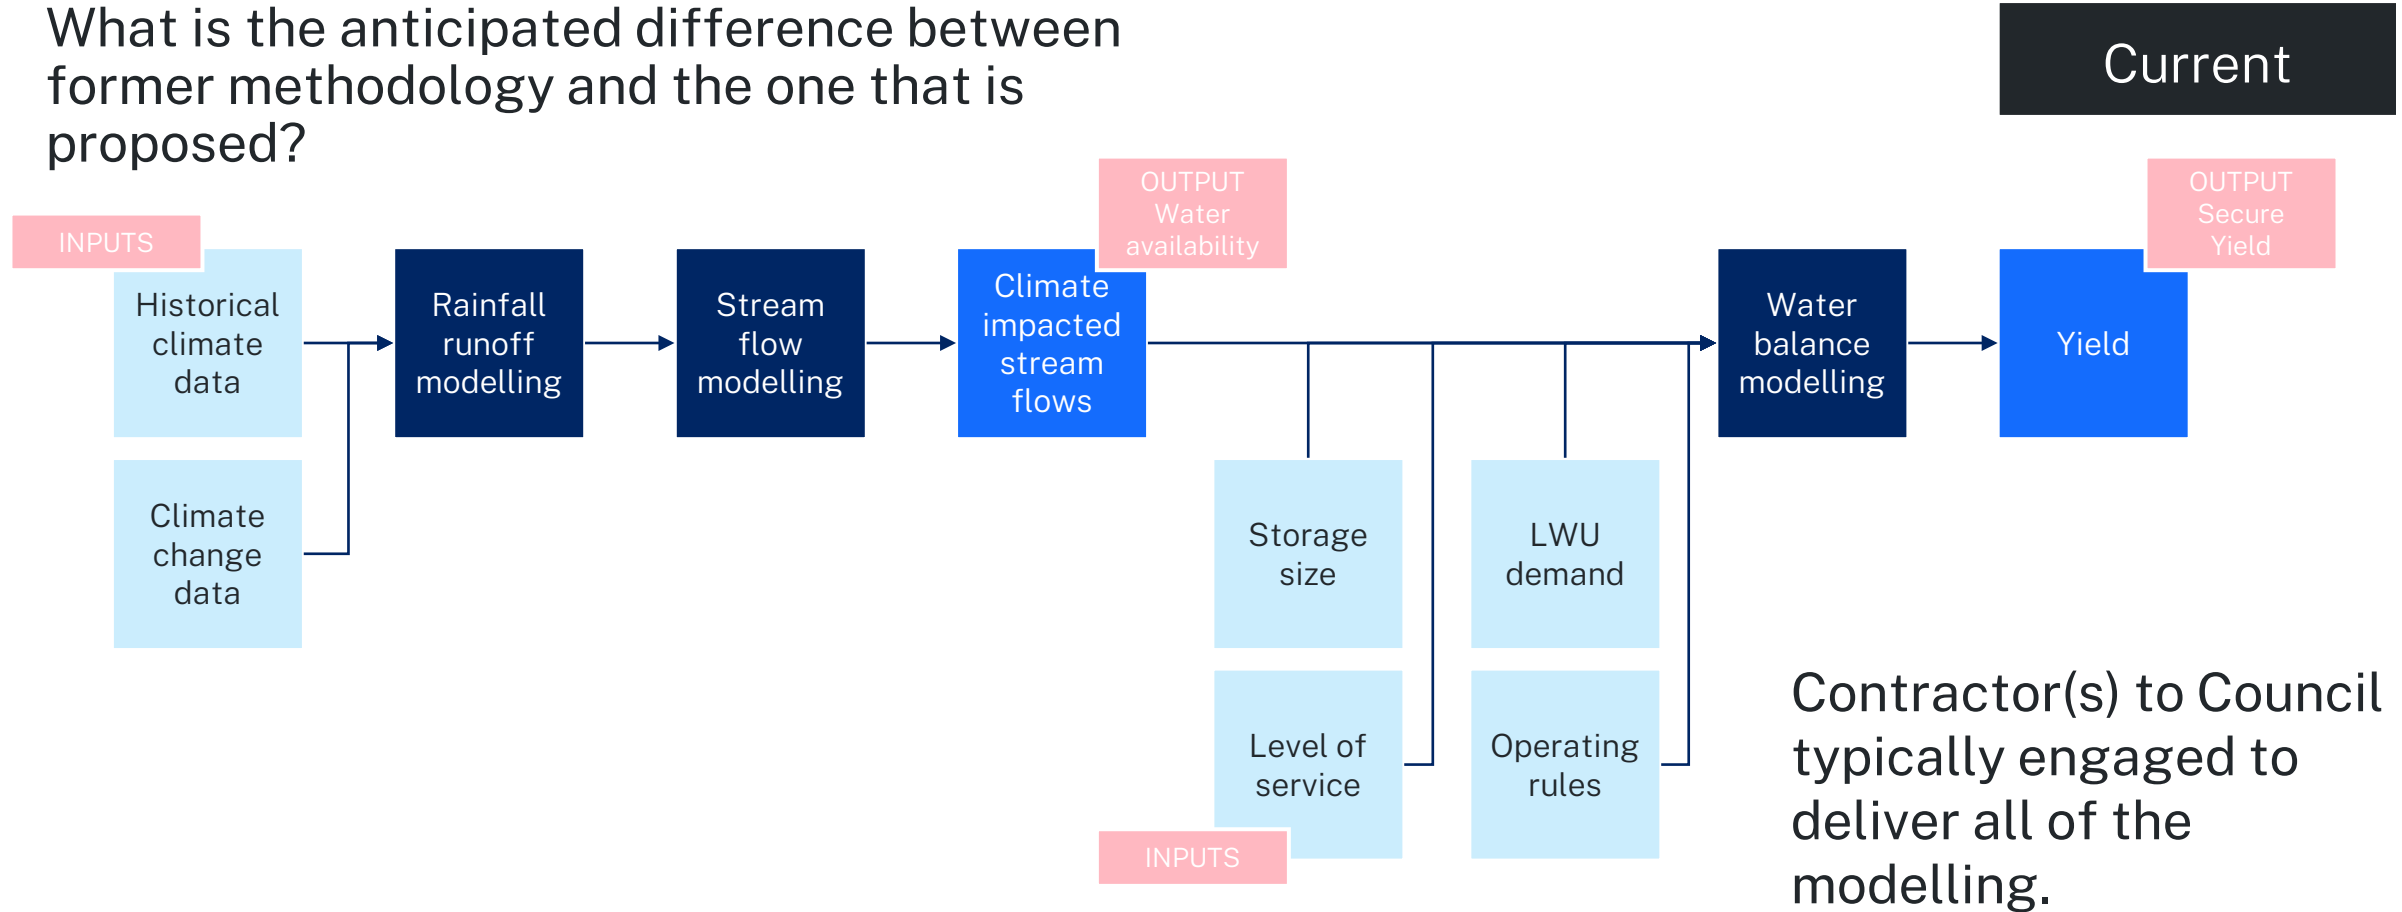 What is the anticipated difference between
former methodology and the one that is
proposed?
Current
INPUTS
Historical
climate
data
Climate
change
data
Rainfall
runoff
modelling
Stream
flow
modelling
OUTPUT
Water
availability
Climate
impacted
stream
flows
Storage
size
LWU
demand
Level of
service
Operating
rules
INPUTS
Water
balance
modelling
OUTPUT
Secure
Yield
Yield
Contractor(s) to Council
typically engaged to
deliver all of the
modelling.